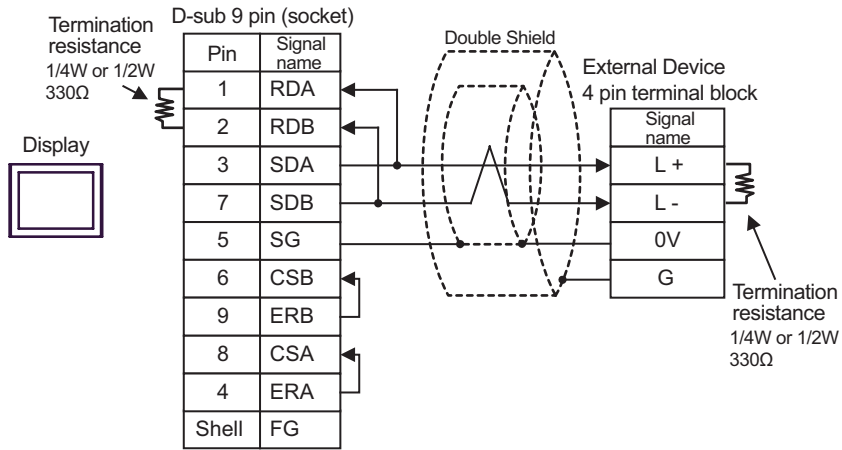 D-sub 9 pin (socket)
Termination
resistance
1/4W or 1/2W
330Ω
Display
Pin
Signal
name
1
RDA
2
RDB
3
SDA
7
SDB
5
SG
6
CSB
9
ERB
8
CSA
4
ERA
Shell
FG
Double Shield
External Device
4 pin terminal block
Signal
name
L +
L -
0V
G
Termination
resistance
1/4W or 1/2W
330Ω